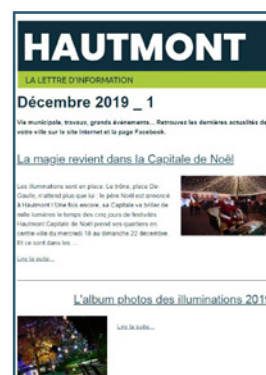 HAUTMONT
LA LETTRE D'INFORMATION
Décembre 2019 _ 1
Vie municipale, travaux, grands événements... Retrouvez les dernières actualités de
votre ville sur le site Internet et la page Facebook.
La magie revient dans la Capitale de Noël
Les illuminations sont en place. Le trône, place De-
Gaulle, n'attend plus que lui : le père Noël est annoncé
à Hautmont ! Une fois encore, sa Capitale va briller de
mille lumières le temps des cinq jours de festivités.
Hautmont Capitale de Noël prend ses quartiers en
centre-ville du mercredi 18 au dimanche 22 décembre.
Et ce sont dans les ...
Lire la suite...
L'album photos des illuminations 2019
Lire la suite...